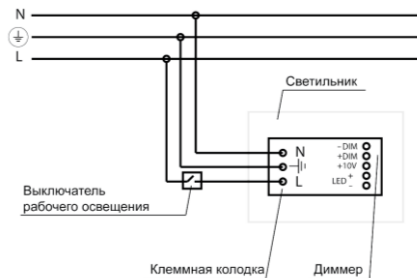 N
L
Светильник
N
L
−DIM
+DIM
+10V
LED +
−
Выключатель
рабочего освещения
Клеммная колодка
Диммер